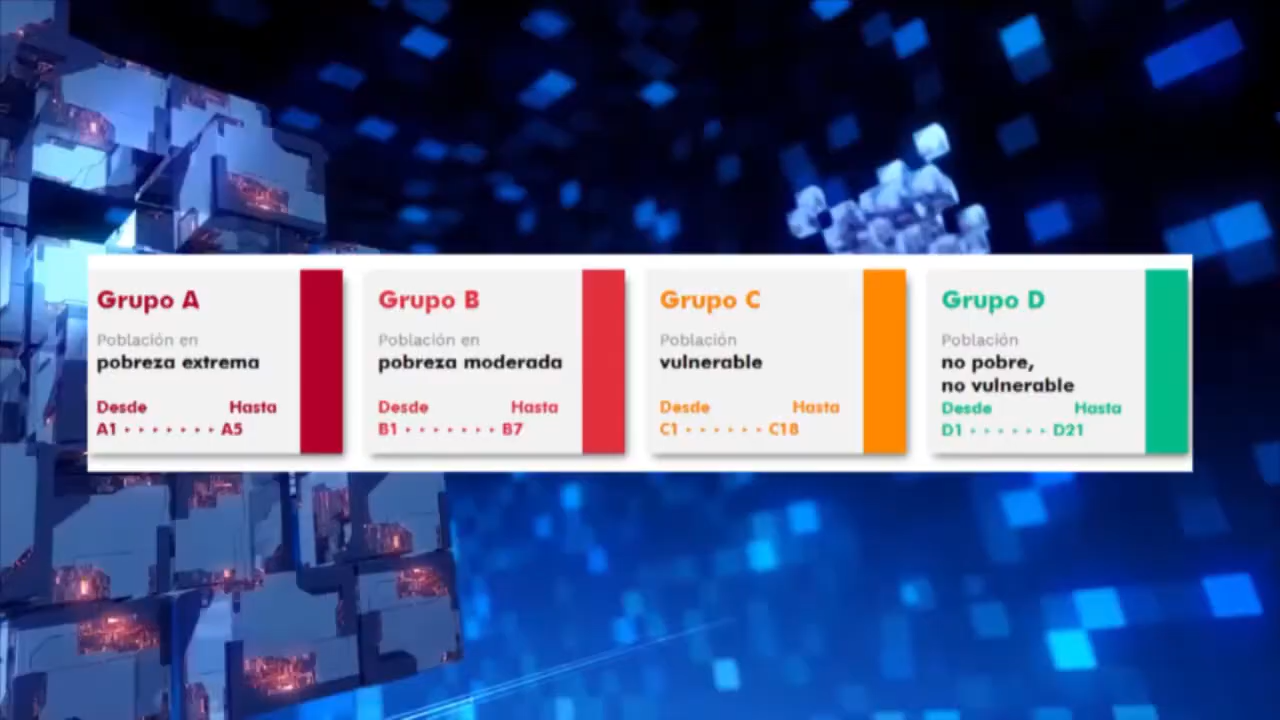 Grupo A
Población en
pobreza extrema
Desde Hasta
A1 · · · · · · · A5
Grupo B
Población en
pobreza moderada
Desde Hasta
B1 · · · · · · · B7
Grupo C
Población
vulnerable
Desde Hasta
C1 · · · · · · C18
Grupo D
Población
no pobre,
no vulnerable
Desde Hasta
D1 · · · · · · D21